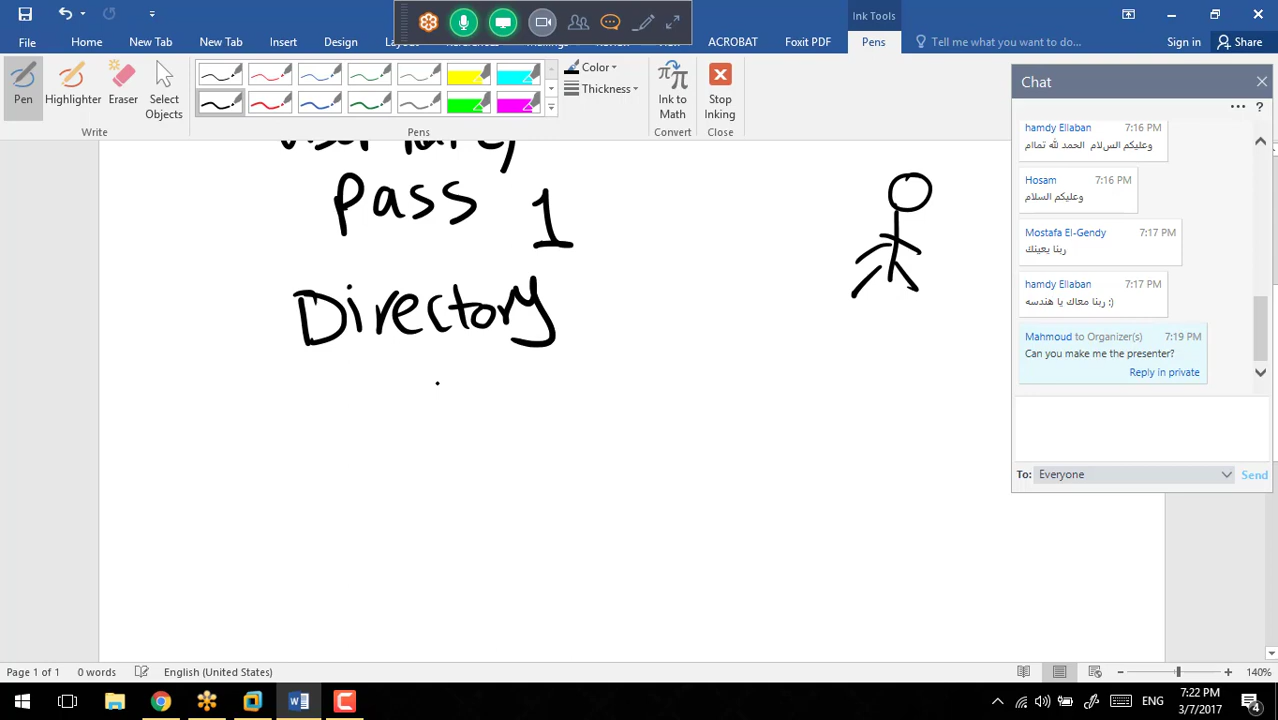 Ink Tools
File
Home
New Tab
New Tab
Insert
Design
ACROBAT
Foxit PDF
Pens
Tell me what you want to do...
Sign in
Share
Pen
Highlighter
Eraser
Select Objects
Color
Thickness
Ink to Math
Stop Inking
Write
Pens
Convert
Close
Pass 1
Directory
Chat
hamdy Ellaban 7:16 PM
وعليكم السلام الحمد لله تماام
Hosam 7:16 PM
وعليكم السلام
Mostafa El-Gendy 7:17 PM
ربنا يعينك
hamdy Ellaban 7:17 PM
ربنا معاك يا هندسه :)
Mahmoud to Organizer(s) 7:19 PM
Can you make me the presenter?
Reply in private
To: Everyone
Send
Page 1 of 1
0 words
English (United States)
140%
ENG
7:22 PM
3/7/2017
4